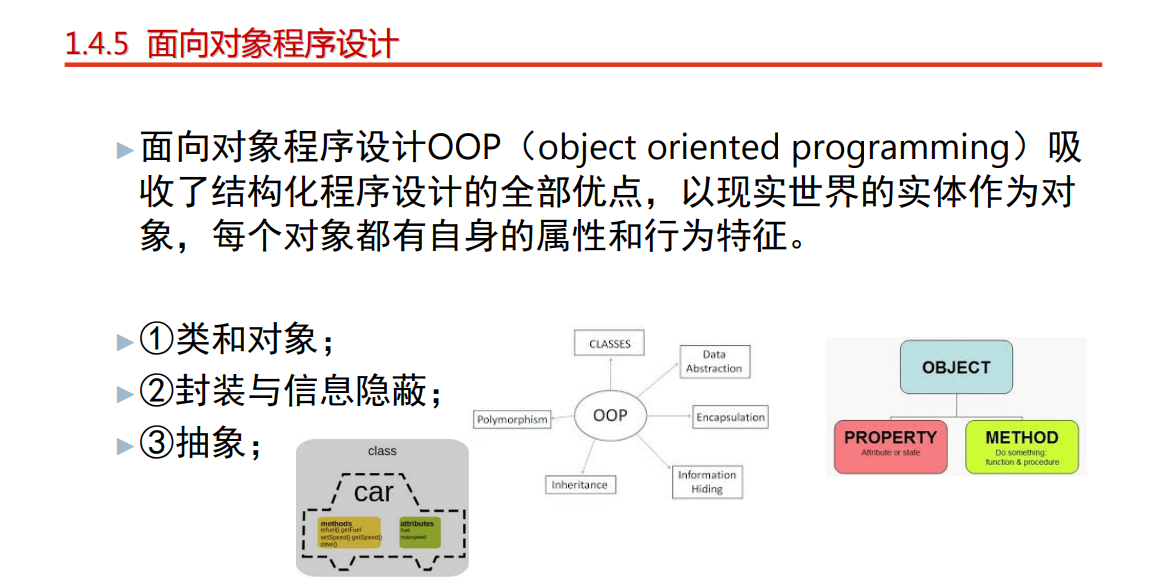 1.4.5 面向对象程序设计
面向对象程序设计OOP（object oriented programming）吸
收了结构化程序设计的全部优点，以现实世界的实体作为对
象，每个对象都有自身的属性和行为特征。
①类和对象；
②封装与信息隐蔽；
③抽象；
class
car
methods
refuel() getFuel
setSpeed() getSpeed()
drive()
attributes
fuel
maxspeed
CLASSES
Data
Abstraction
OOP
Polymorphism
Encapsulation
Inheritance
Information
Hiding
OBJECT
PROPERTY
Attribute or state
METHOD
Do something:
function & procedure